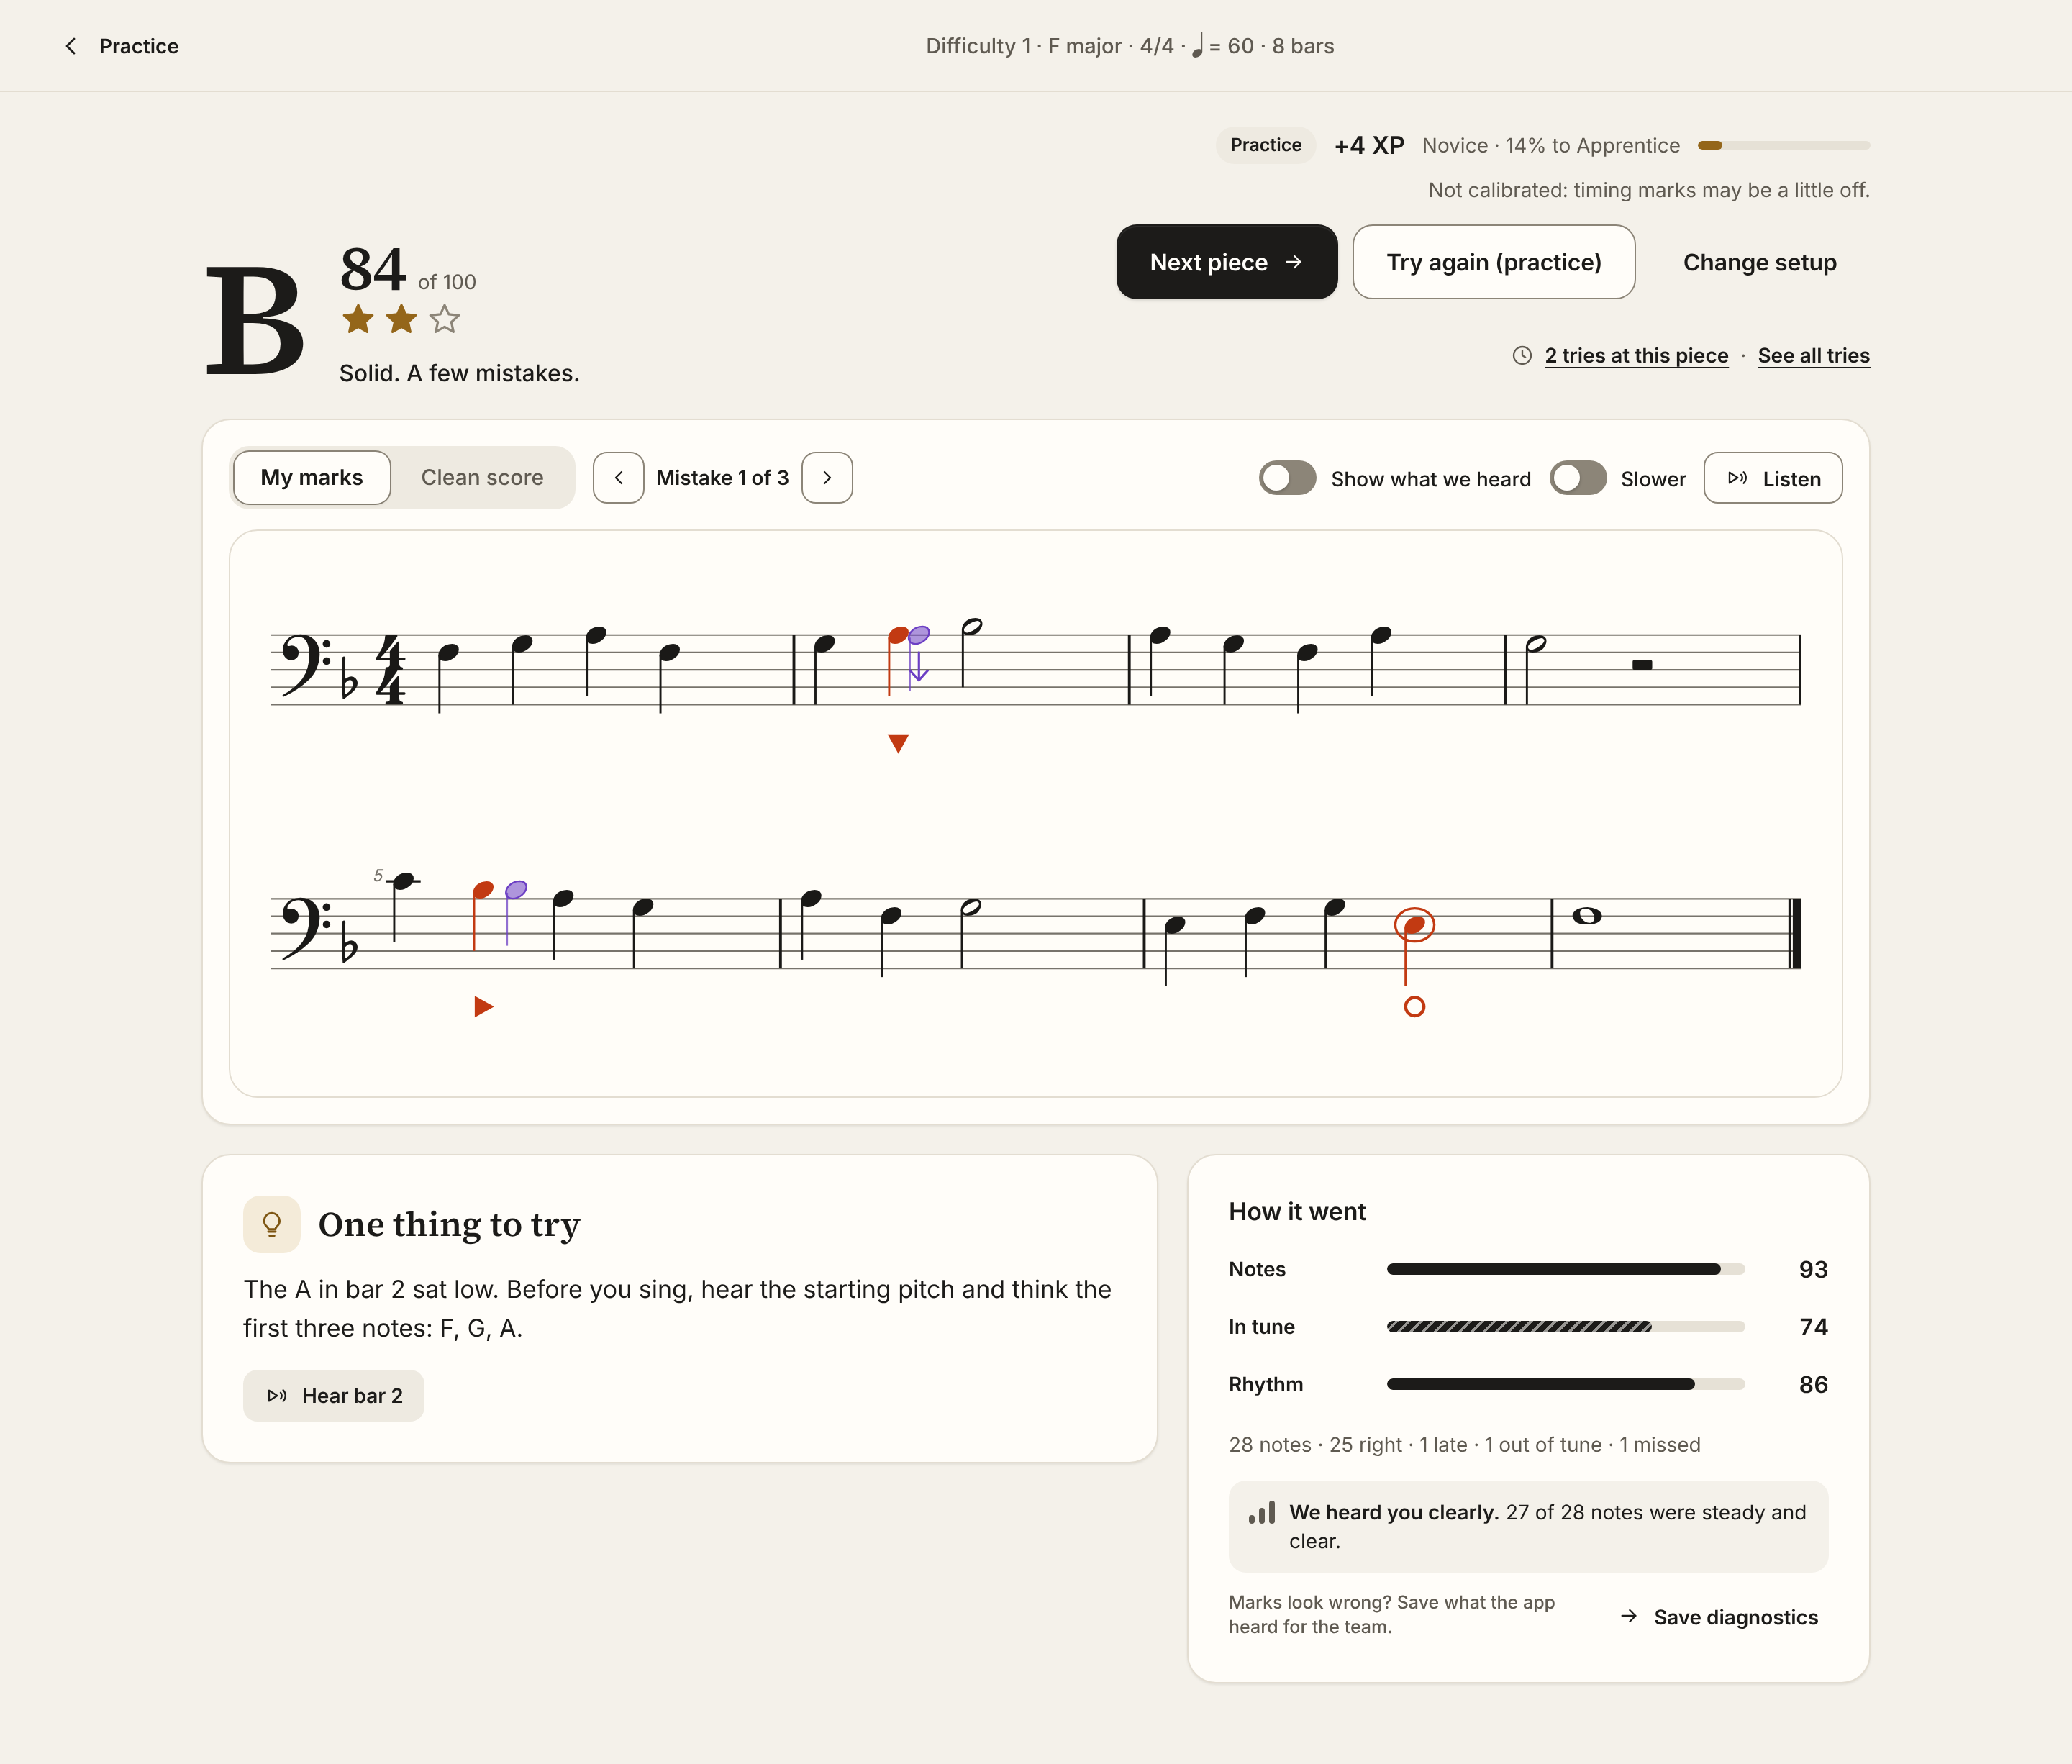 Practice
Difficulty 1 · F major · 4/4 · ♩ = 60 · 8 bars
Practice +4 XP Novice · 14% to Apprentice
Not calibrated: timing marks may be a little off.
Next piece → Try again (practice) Change setup
B
84 of 100
Solid. A few mistakes.
2 tries at this piece · See all tries
My marks Clean score Mistake 1 of 3 Show what we heard Slower Listen
4
4
5
One thing to try
The A in bar 2 sat low. Before you sing, hear the starting pitch and think the
first three notes: F, G, A.
Hear bar 2
How it went
Notes 93
In tune 74
Rhythm 86
28 notes · 25 right · 1 late · 1 out of tune · 1 missed
We heard you clearly. 27 of 28 notes were steady and
clear.
Marks look wrong? Save what the app
heard for the team.
→ Save diagnostics